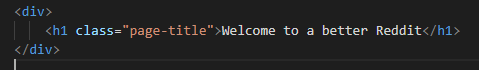 <div>
    <h1 class="page-title">Welcome to a better Reddit</h1>
</div>